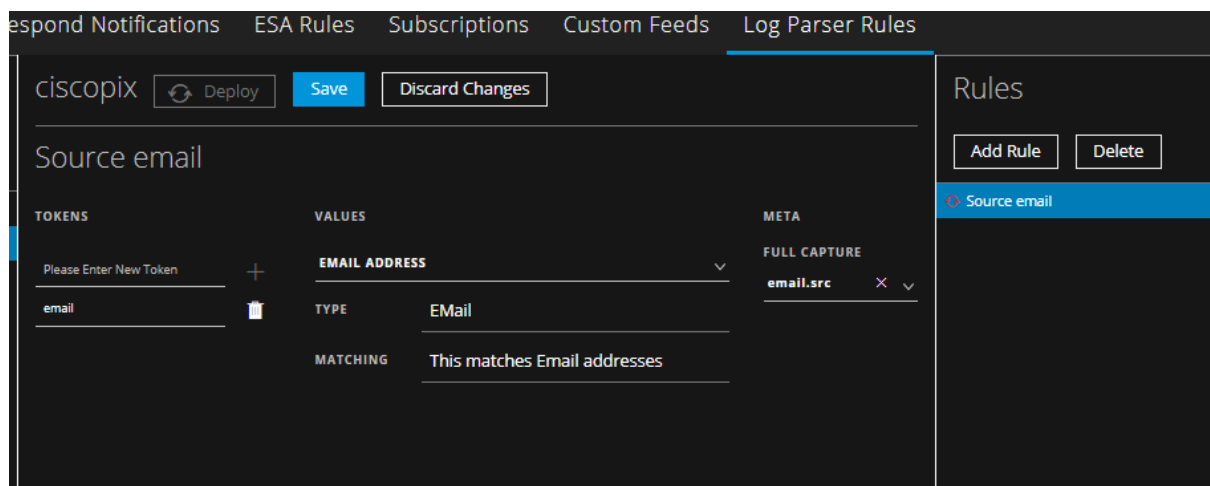 espond Notifications ESA Rules Subscriptions Custom Feeds Log Parser Rules
ciscopix Deploy Save Discard Changes
Source email
TOKENS VALUES META
Please Enter New Token EMAIL ADDRESS FULL CAPTURE
email.src
email TYPE EMail
MATCHING This matches Email addresses
Rules
Add Rule Delete
Source email